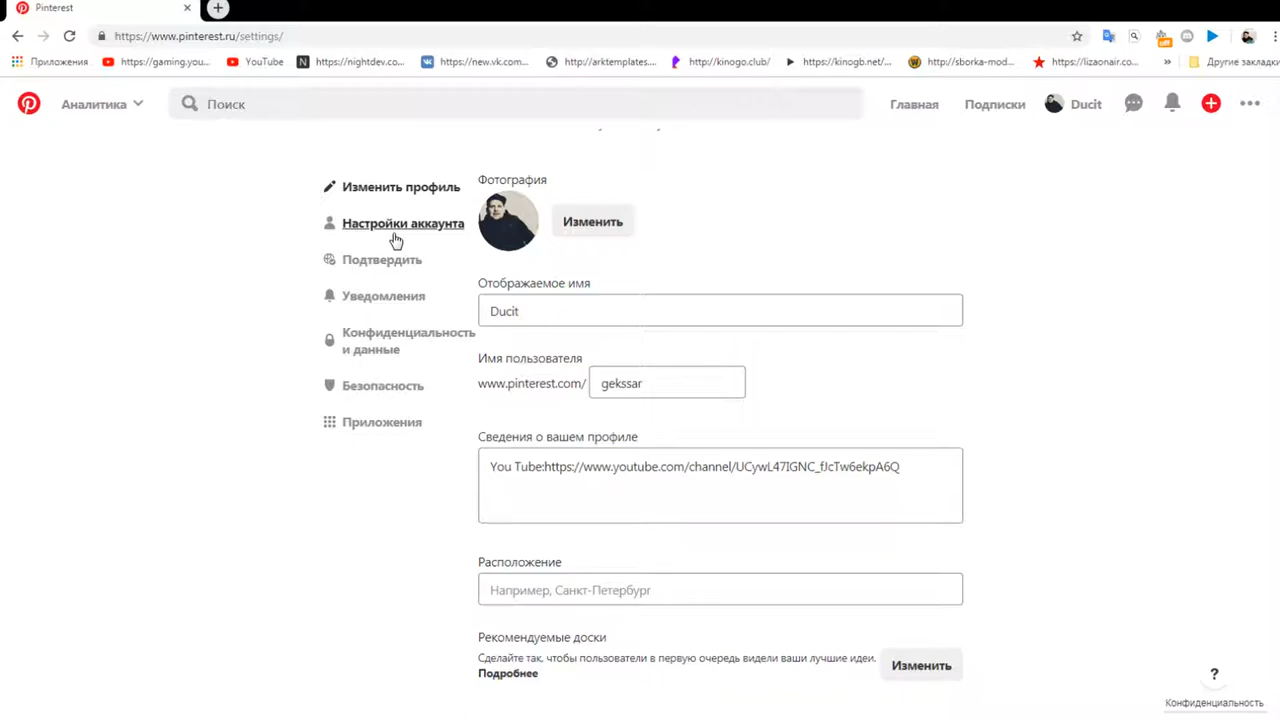 Pinterest
https://www.pinterest.ru/settings/
Приложения https://gaming.you... YouTube https://nightdev.co... https://new.vk.com... http://arktemplates.... http://kinogo.club/ https://kinogb.net/... http://sborka-mod... https://lizaonair.co... » Другие закладки
Аналитика Поиск Главная Подписки Ducit
Изменить профиль
Настройки аккаунта
Подтвердить
Уведомления
Конфиденциальность
и данные
Безопасность
Приложения
Фотография
Изменить
Отображаемое имя
Ducit
Имя пользователя
www.pinterest.com/ gekssar
Сведения о вашем профиле
You Tube:https://www.youtube.com/channel/UCywL47IGNC_fJcTw6ekpA6Q
Расположение
Например, Санкт-Петербург
Рекомендуемые доски
Сделайте так, чтобы пользователи в первую очередь видели ваши лучшие идеи.
Подробнее
Изменить
?
Конфиденциальность